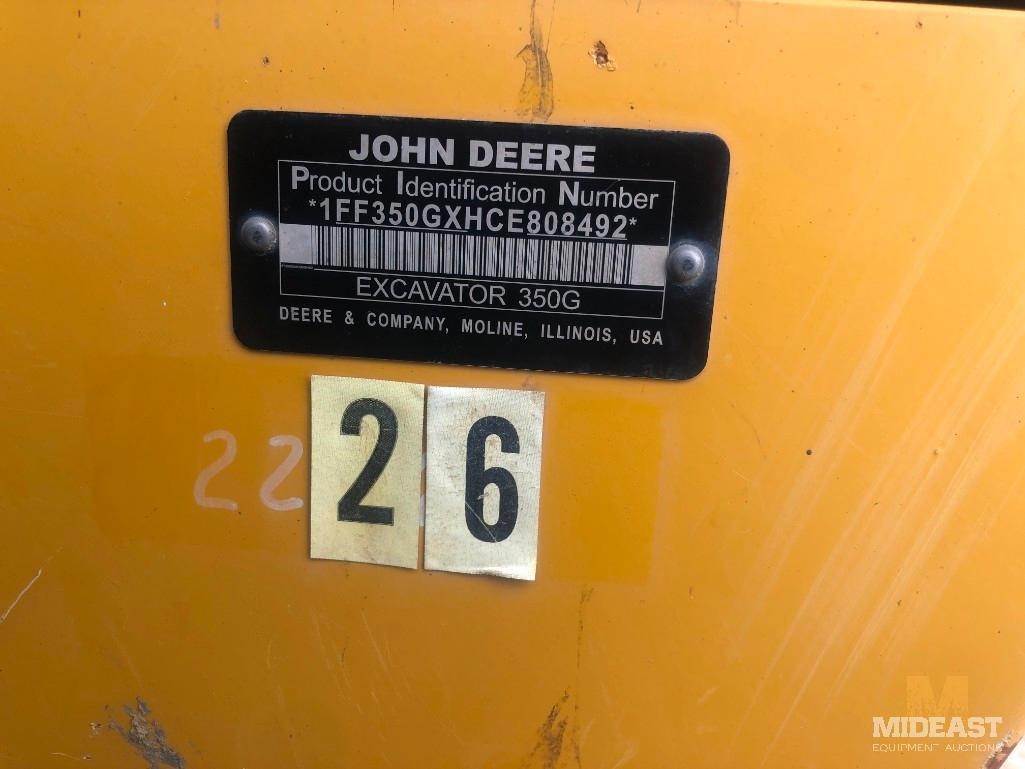 JOHN DEERE
Product Identification Number
*1FF350GXHCE808492*
EXCAVATOR 350G
DEERE & COMPANY, MOLINE, ILLINOIS, USA
22
26
M
MIDEAST
EQUIPMENT AUCTIONS